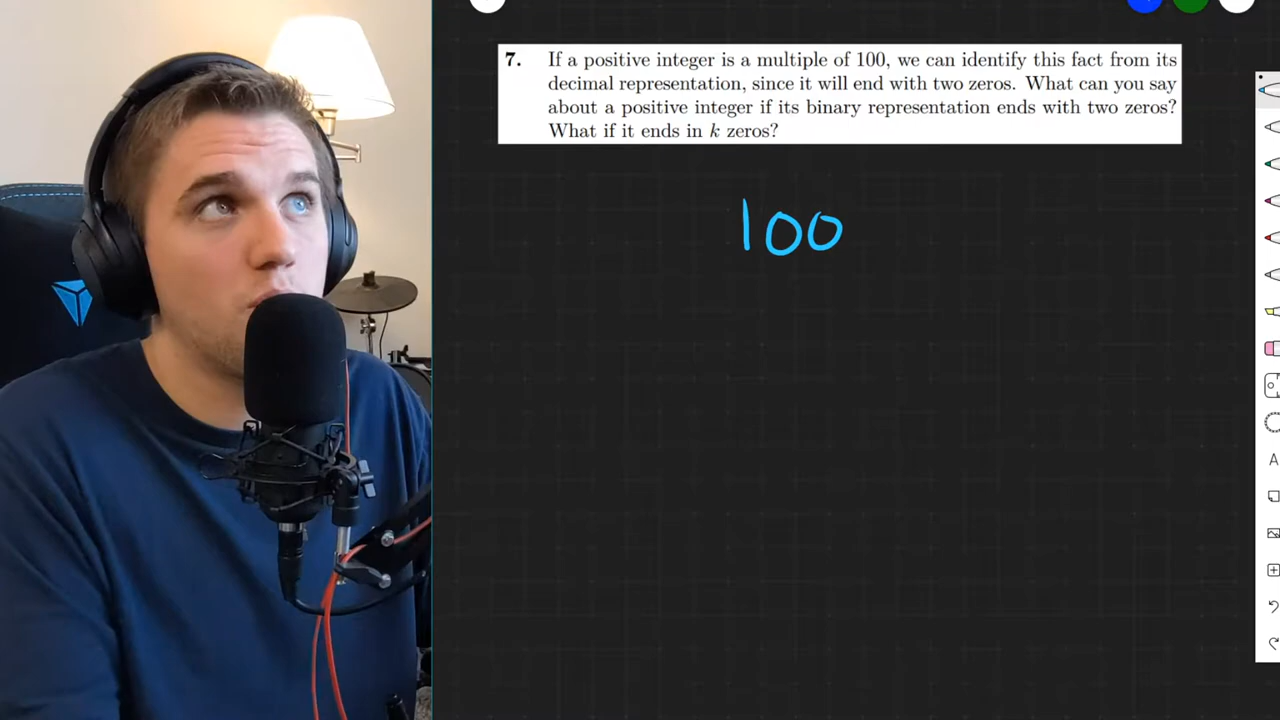 7. If a positive integer is a multiple of 100, we can identify this fact from its
decimal representation, since it will end with two zeros. What can you say
about a positive integer if its binary representation ends with two zeros?
What if it ends in k zeros?
100
A